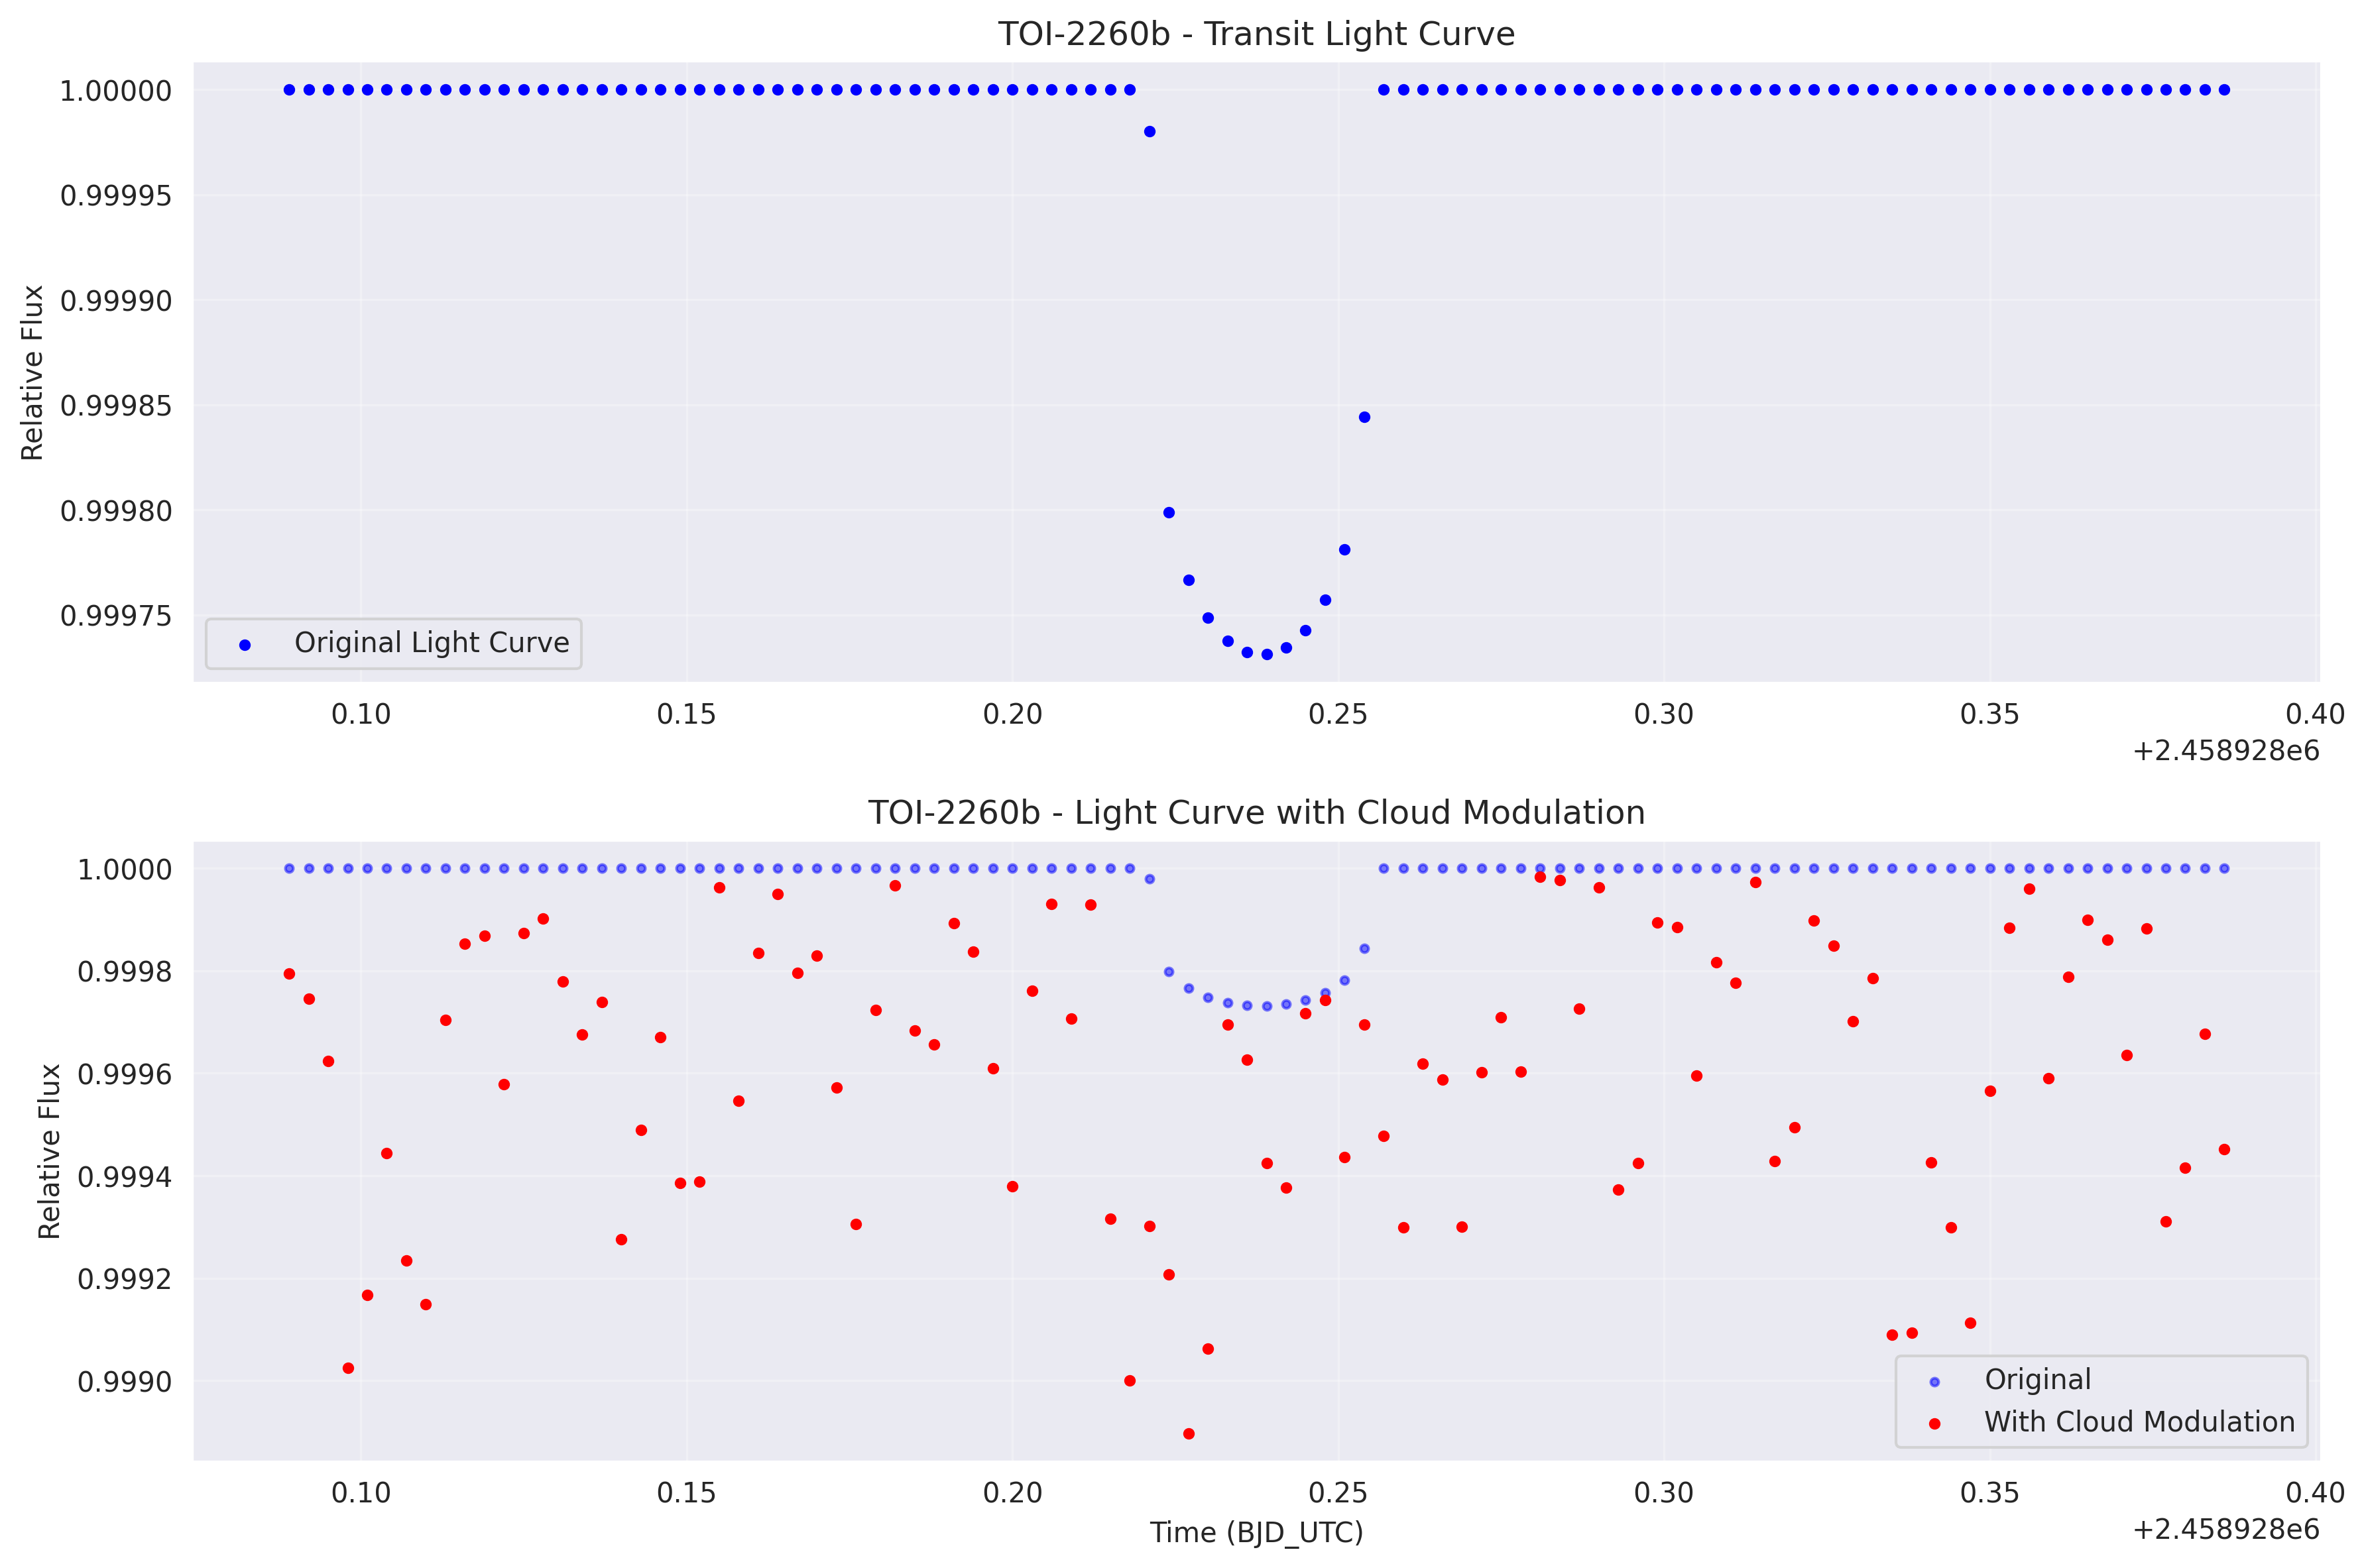 TOI-2260b - Transit Light Curve
Relative Flux
1.00000
0.99995
0.99990
0.99985
0.99980
0.99975
Original Light Curve
0.10 0.15 0.20 0.25 0.30 0.35 0.40
+2.458928e6
TOI-2260b - Light Curve with Cloud Modulation
Relative Flux
1.0000
0.9998
0.9996
0.9994
0.9992
0.9990
Original
With Cloud Modulation
0.10 0.15 0.20 0.25 0.30 0.35 0.40
Time (BJD_UTC)
+2.458928e6